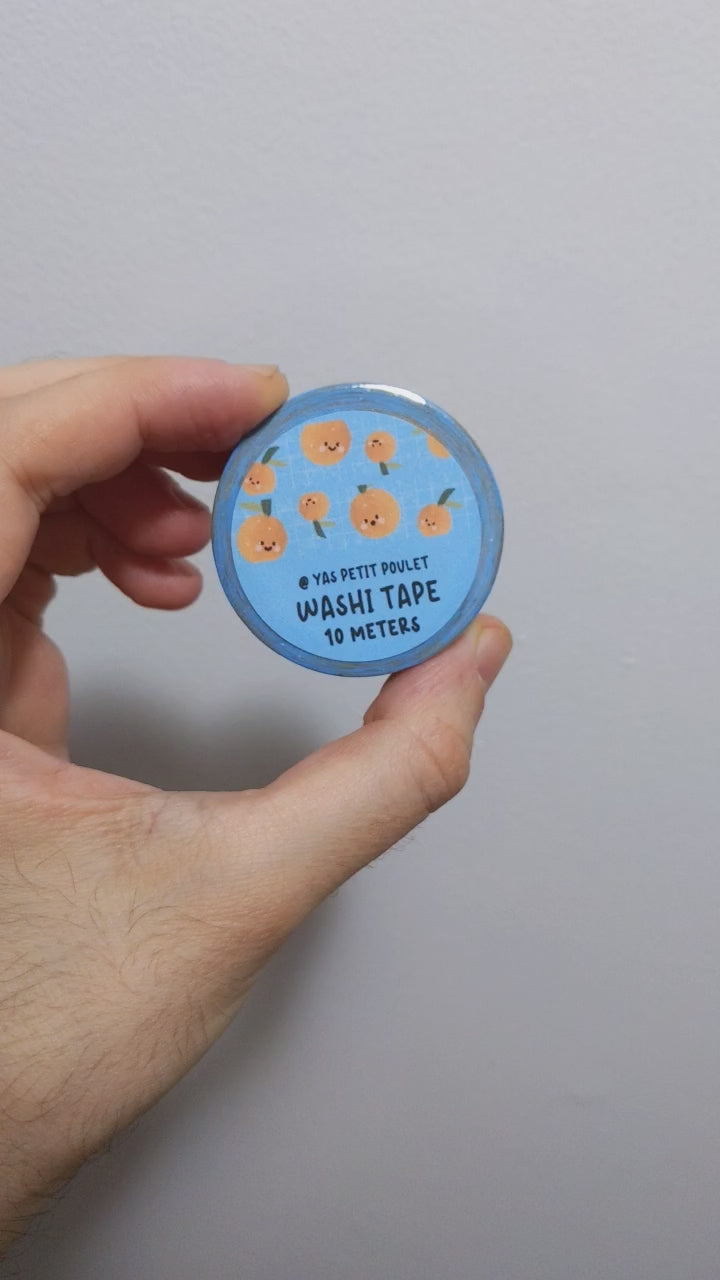 @ YAS PETIT POULET
WASHI TAPE
10 METERS